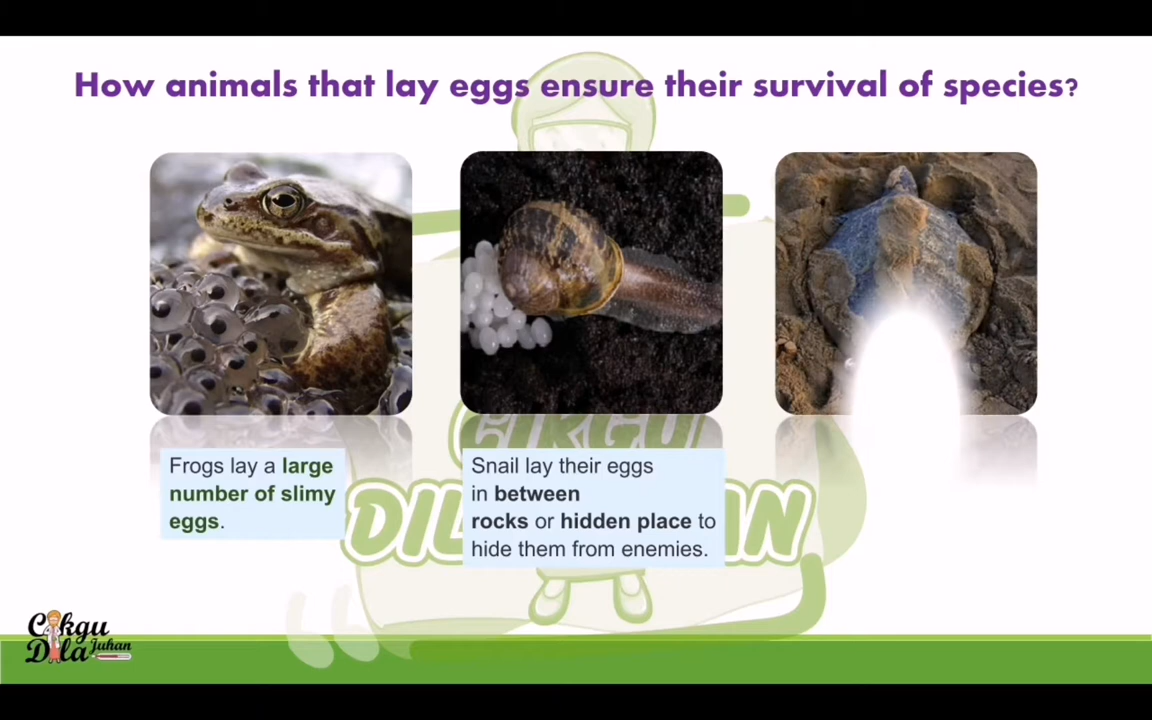 How animals that lay eggs ensure their survival of species?
Frogs lay a large
number of slimy
eggs.
Snail lay their eggs
in between
rocks or hidden place to
hide them from enemies.
CIKGU
Cikgu
Dila Juhan